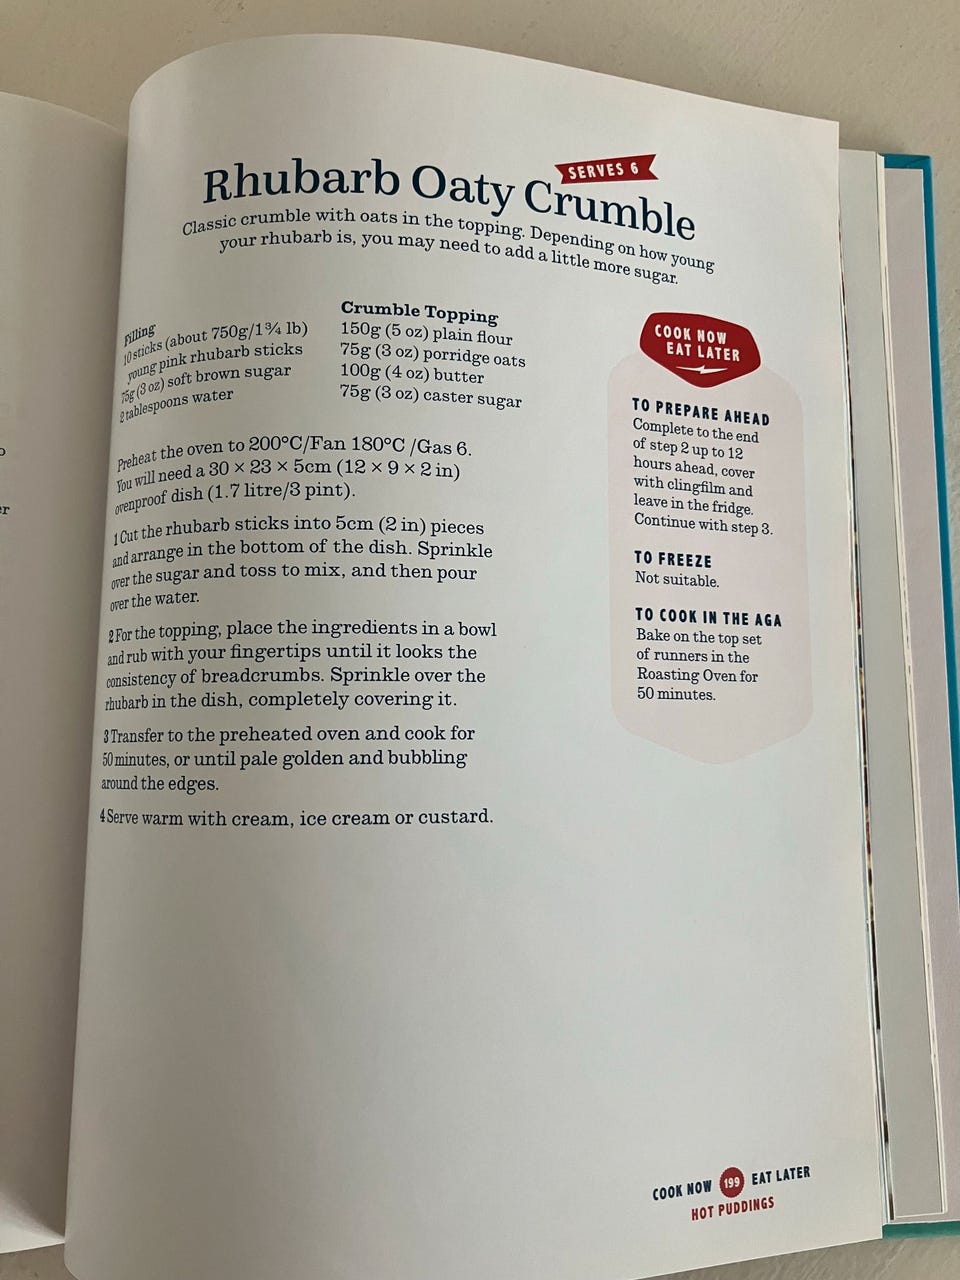 Rhubarb Oaty Crumble
SERVES 6
Classic crumble with oats in the topping. Depending on how young
your rhubarb is, you may need to add a little more sugar.
Filling
10 sticks (about 750g/1¾ lb)
young pink rhubarb sticks
75g (3 oz) soft brown sugar
2 tablespoons water
Crumble Topping
150g (5 oz) plain flour
75g (3 oz) porridge oats
100g (4 oz) butter
75g (3 oz) caster sugar
Preheat the oven to 200°C/Fan 180°C /Gas 6.
You will need a 30 × 23 × 5cm (12 × 9 × 2 in)
ovenproof dish (1.7 litre/3 pint).
1 Cut the rhubarb sticks into 5cm (2 in) pieces
and arrange in the bottom of the dish. Sprinkle
over the sugar and toss to mix, and then pour
over the water.
2 For the topping, place the ingredients in a bowl
and rub with your fingertips until it looks the
consistency of breadcrumbs. Sprinkle over the
rhubarb in the dish, completely covering it.
3 Transfer to the preheated oven and cook for
50 minutes, or until pale golden and bubbling
around the edges.
4 Serve warm with cream, ice cream or custard.
COOK NOW
EAT LATER
TO PREPARE AHEAD
Complete to the end
of step 2 up to 12
hours ahead, cover
with clingfilm and
leave in the fridge.
Continue with step 3.
TO FREEZE
Not suitable.
TO COOK IN THE AGA
Bake on the top set
of runners in the
Roasting Oven for
50 minutes.
COOK NOW 199 EAT LATER
HOT PUDDINGS